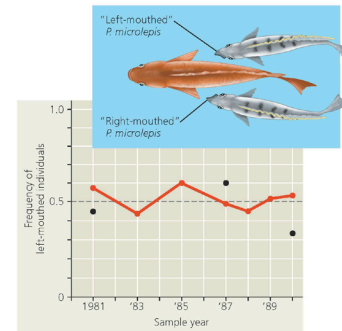 "Left-mouthed"
P. microlepis
"Right-mouthed"
P. microlepis
Frequency of
left-mouthed individuals
1.0
0.5
0
1981 '83 '85 '87 '89
Sample year